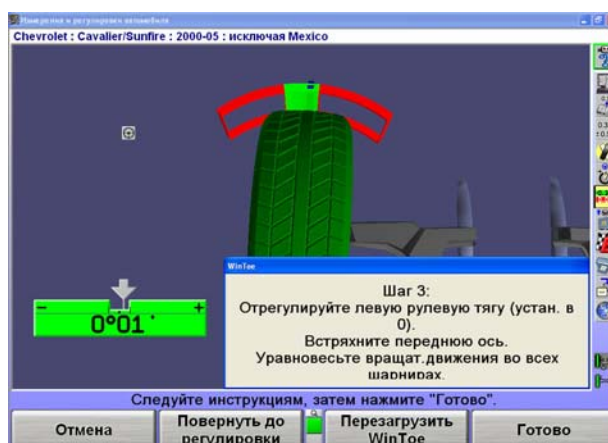 Измерения и регулировки автомобиля
Chevrolet : Cavalier/Sunfire : 2000-05 : исключая Mexico
WinToe
Шаг 3:
Отрегулируйте левую рулевую тягу (устан. в
0).
Встряхните переднюю ось.
Уравновесьте вращат.движения во всех
шарнирах.
- +
0°01'
Следуйте инструкциям, затем нажмите "Готово".
Отмена
Повернуть до
регулировки
Перезагрузить
WinToe
Готово